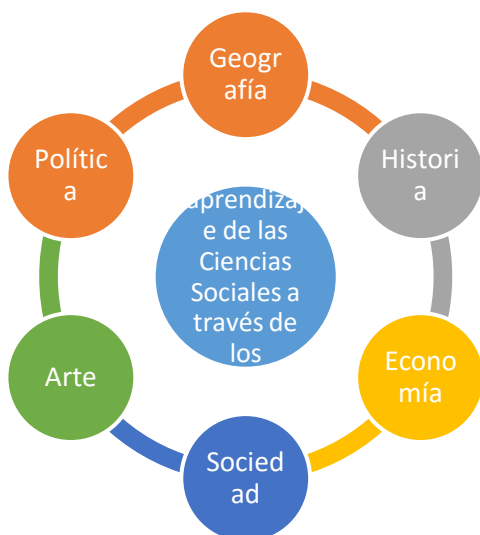 Geogr
afía
Polític
a
Histori
a
aprendizaj
e de las
Ciencias
Sociales a
través de
los
Arte
Econo
mía
Socied
ad